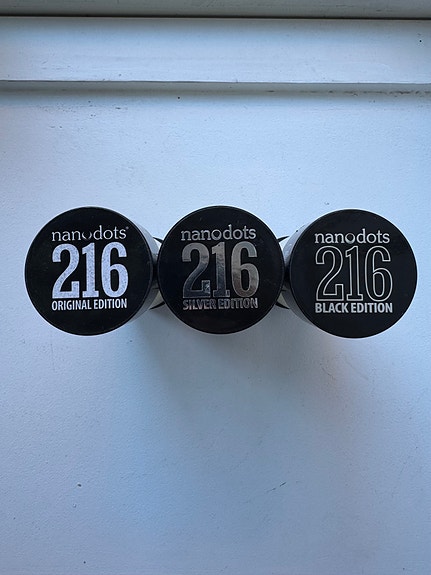 nanodots®
216
ORIGINAL EDITION
nanodots
216
SILVER EDITION
nanodots
216
BLACK EDITION